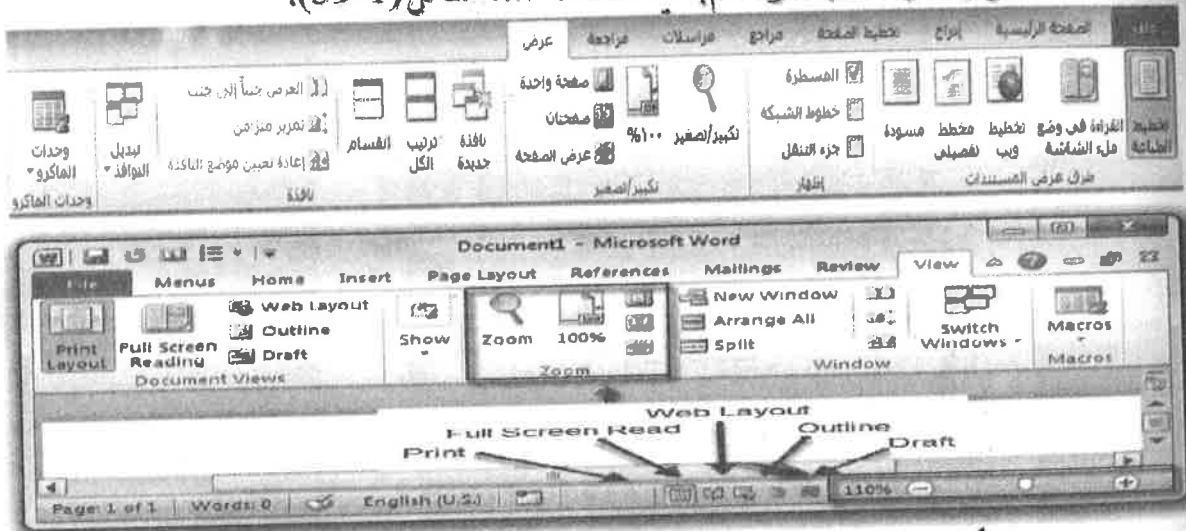 (شكل
ملف الصفحة الرئيسية إدراج تخطيط الصفحة مراجع مراسلات مراجعة عرض
تخطيط الطباعة القراءة في وضع ملء الشاشة تخطيط ويب مخطط تفصيلي مسودة
المسطرة
خطوط الشبكة
جزء التنقل
تكبير/تصغير ١٠٠%
صفحة واحدة
صفحتان
عرض الصفحة
نافذة جديدة ترتيب الكل انقسام
العرض جنباً إلى جنب
تمرير متزامن
إعادة تعيين موضع النافذة
تبديل النوافذ
وحدات الماكرو
طرق عرض المستندات إظهار تكبير/تصغير نافذة وحدات الماكرو
Document1 - Microsoft Word
File Menus Home Insert Page Layout References Mailings Review View
Print Layout
Full Screen Reading
Web Layout
Outline
Draft
Show
Zoom
100%
New Window
Arrange All
Split
Switch Windows
Macros
Document Views Zoom Window Macros
Web Layout
Full Screen Read Outline
Print Draft
Page: 1 of 1 Words: 0 English (U.S.) 110%